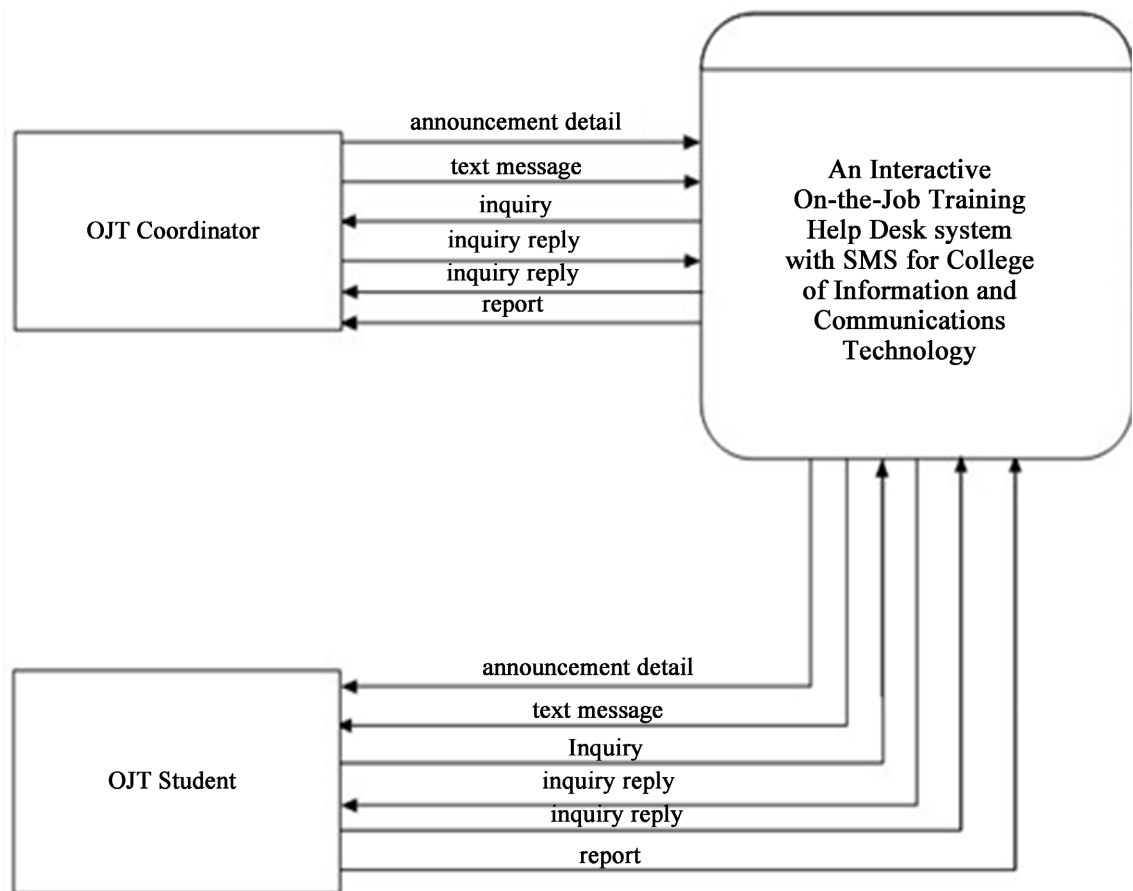 announcement detail
text message
inquiry
inquiry reply
inquiry reply
report
OJT Coordinator
An Interactive
On-the-Job Training
Help Desk system
with SMS for College
of Information and
Communications
Technology
announcement detail
text message
Inquiry
inquiry reply
inquiry reply
report
OJT Student